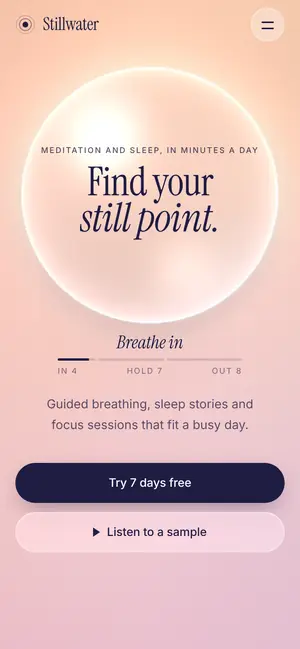 Stillwater
MEDITATION AND SLEEP, IN MINUTES A DAY
Find your
still point.
Breathe in
IN 4 HOLD 7 OUT 8
Guided breathing, sleep stories and
focus sessions that fit a busy day.
Try 7 days free
Listen to a sample